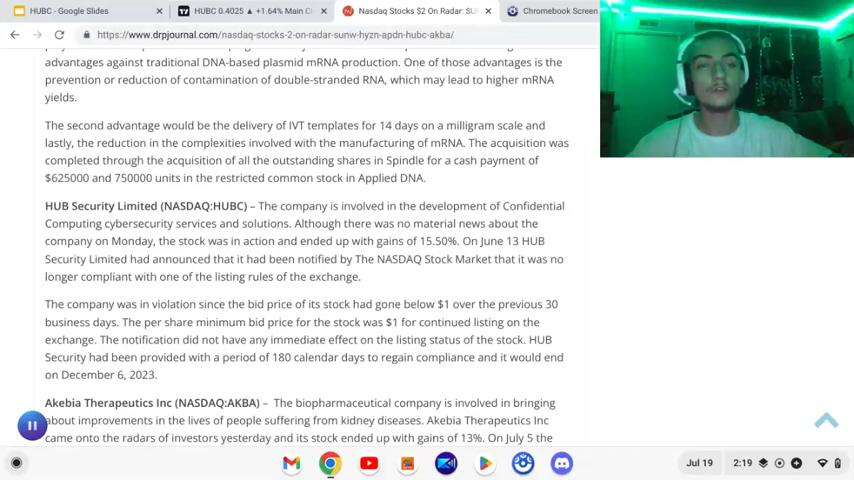 HUBC - Google Slides
HUBC 0.4025 ▲ +1.64% Main Ch
Nasdaq Stocks $2 On Radar: SU
Chromebook Screen
https://www.drpjournal.com/nasdaq-stocks-2-on-radar-sunw-hyzn-apdn-hubc-akba/
advantages against traditional DNA-based plasmid mRNA production. One of those advantages is the
prevention or reduction of contamination of double-stranded RNA, which may lead to higher mRNA
yields.
The second advantage would be the delivery of IVT templates for 14 days on a milligram scale and
lastly, the reduction in the complexities involved with the manufacturing of mRNA. The acquisition was
completed through the acquisition of all the outstanding shares in Spindle for a cash payment of
$625000 and 750000 units in the restricted common stock in Applied DNA.
HUB Security Limited (NASDAQ:HUBC) – The company is involved in the development of Confidential
Computing cybersecurity services and solutions. Although there was no material news about the
company on Monday, the stock was in action and ended up with gains of 15.50%. On June 13 HUB
Security Limited had announced that it had been notified by The NASDAQ Stock Market that it was no
longer compliant with one of the listing rules of the exchange.
The company was in violation since the bid price of its stock had gone below $1 over the previous 30
business days. The per share minimum bid price for the stock was $1 for continued listing on the
exchange. The notification did not have any immediate effect on the listing status of the stock. HUB
Security had been provided with a period of 180 calendar days to regain compliance and it would end
on December 6, 2023.
Akebia Therapeutics Inc (NASDAQ:AKBA) – The biopharmaceutical company is involved in bringing
about improvements in the lives of people suffering from kidney diseases. Akebia Therapeutics Inc
came onto the radars of investors yesterday and its stock ended up with gains of 13%. On July 5 the
Jul 19
2:19